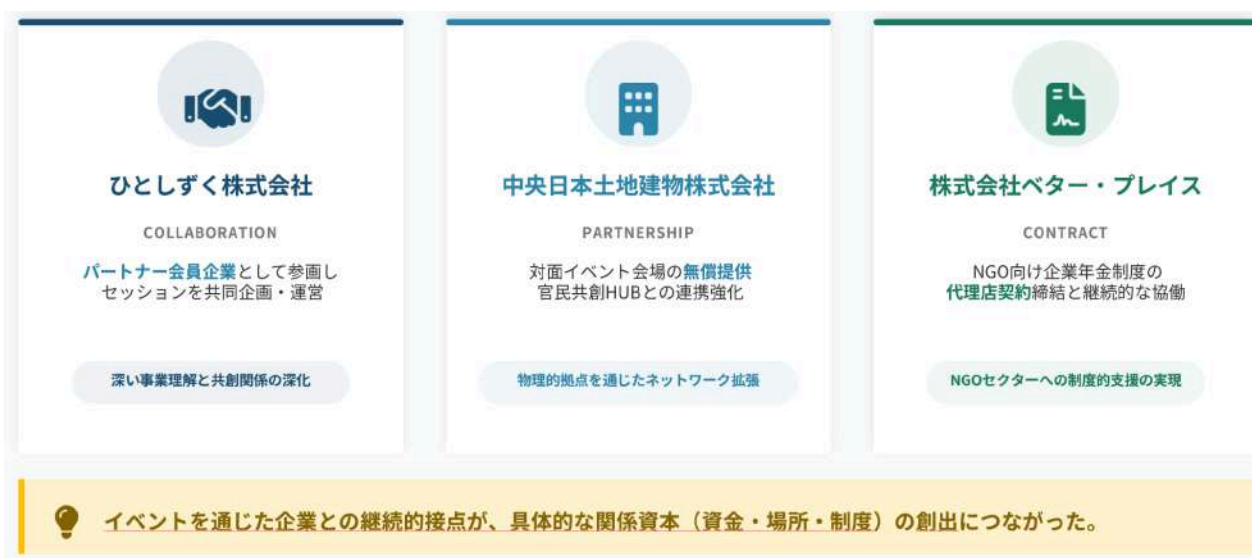 ひとしずく株式会社
COLLABORATION
パートナー会員企業として参画し
セッションを共同企画・運営
深い事業理解と共創関係の深化
中央日本土地建物株式会社
PARTNERSHIP
対面イベント会場の無償提供
官民共創HUBとの連携強化
物理的拠点を通じたネットワーク拡張
株式会社ベター・プレイス
CONTRACT
NGO向け企業年金制度の
代理店契約締結と継続的な協働
NGOセクターへの制度的支援の実現
イベントを通じた企業との継続的接点が、具体的な関係資本（資金・場所・制度）の創出につながった。